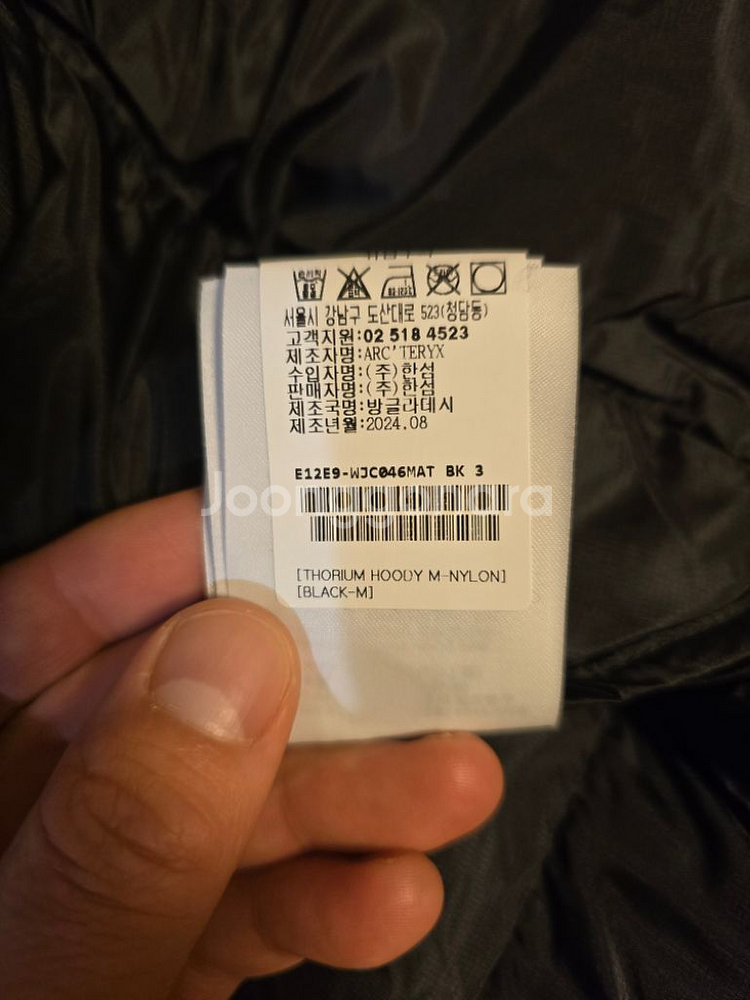 서울시 강남구 도산대로 523(청담동)
고객지원:02 518 4523
제조자명:ARC'TERYX
수입자명:(주)한섬
판매자명:(주)한섬
제조국명:방글라데시
제조년월:2024.08
E12E9-WJC046MAT BK 3
Joonggonara
[THORIUM HOODY M-NYLON]
[BLACK-M]